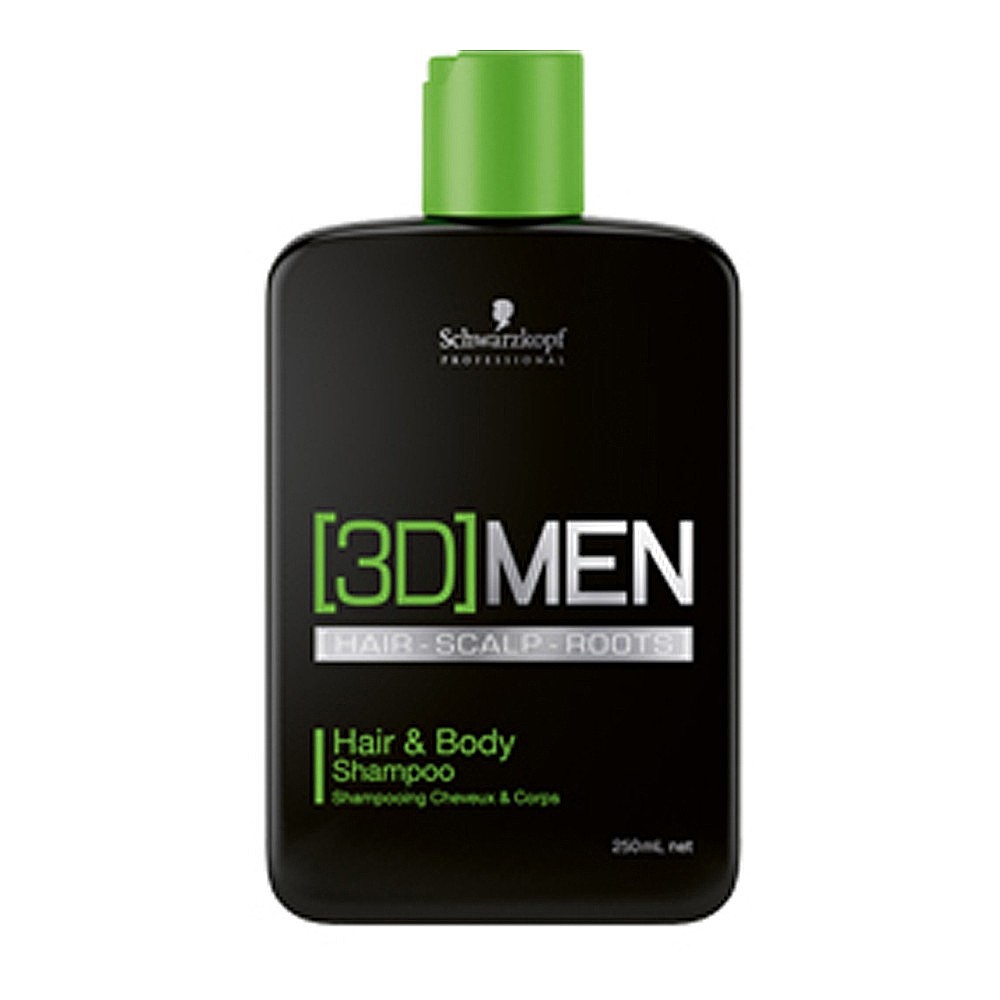 Schwarzkopf
PROFESSIONAL
[3D]MEN
HAIR - SCALP - ROOTS
Hair & Body
Shampoo
Shampooing Cheveux & Corps
250mL net